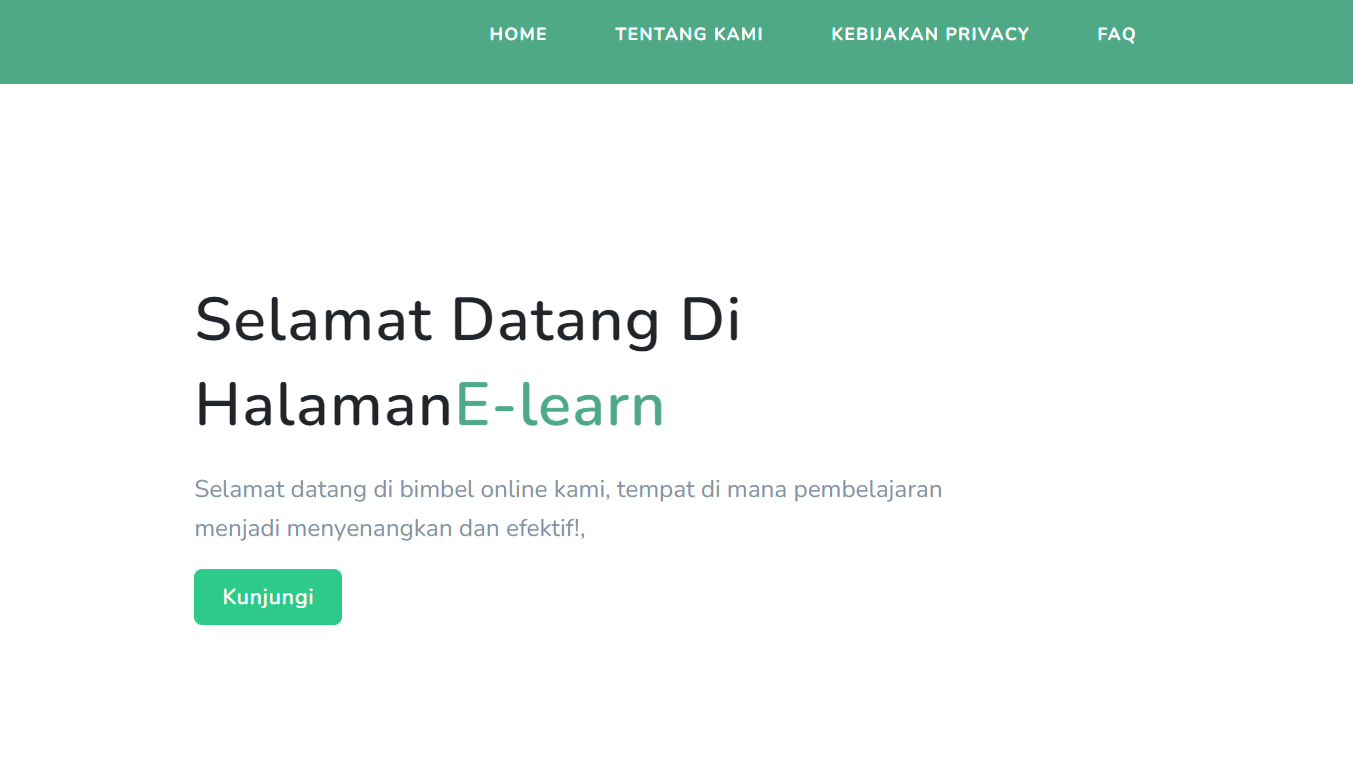 HOME TENTANG KAMI KEBIJAKAN PRIVACY FAQ
Selamat Datang Di
HalamanE-learn
Selamat datang di bimbel online kami, tempat di mana pembelajaran
menjadi menyenangkan dan efektif!,
Kunjungi